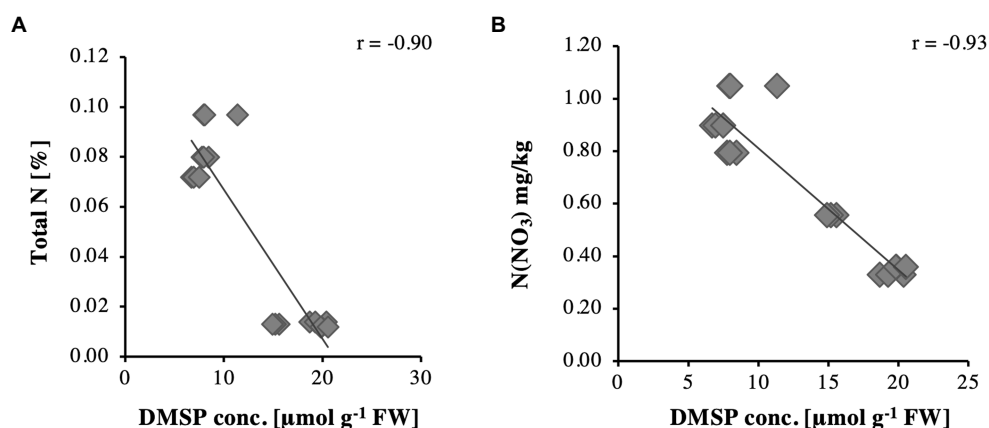 A
r = -0.90
Total N [%]
0.12
0.10
0.08
0.06
0.04
0.02
0.00
0 10 20 30
DMSP conc. [µmol g⁻¹ FW]
B
r = -0.93
N(NO₃) mg/kg
1.20
1.00
0.80
0.60
0.40
0.20
0.00
0 5 10 15 20 25
DMSP conc. [µmol g⁻¹ FW]